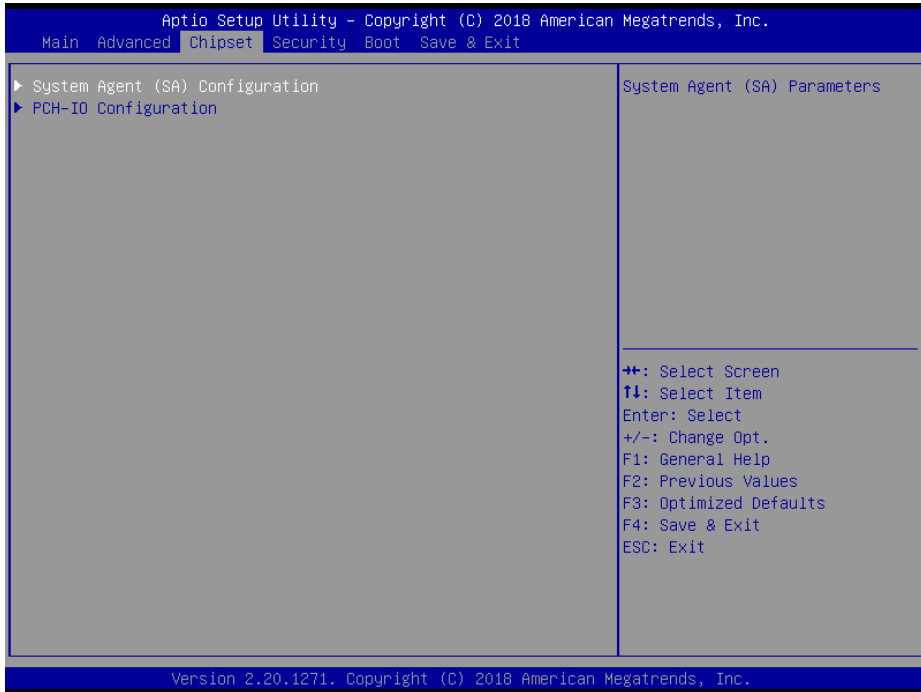 Aptio Setup Utility – Copyright (C) 2018 American Megatrends, Inc.
Main Advanced Chipset Security Boot Save & Exit
▶ System Agent (SA) Configuration
▶ PCH-IO Configuration
System Agent (SA) Parameters
→←: Select Screen
↑↓: Select Item
Enter: Select
+/-: Change Opt.
F1: General Help
F2: Previous Values
F3: Optimized Defaults
F4: Save & Exit
ESC: Exit
Version 2.20.1271. Copyright (C) 2018 American Megatrends, Inc.